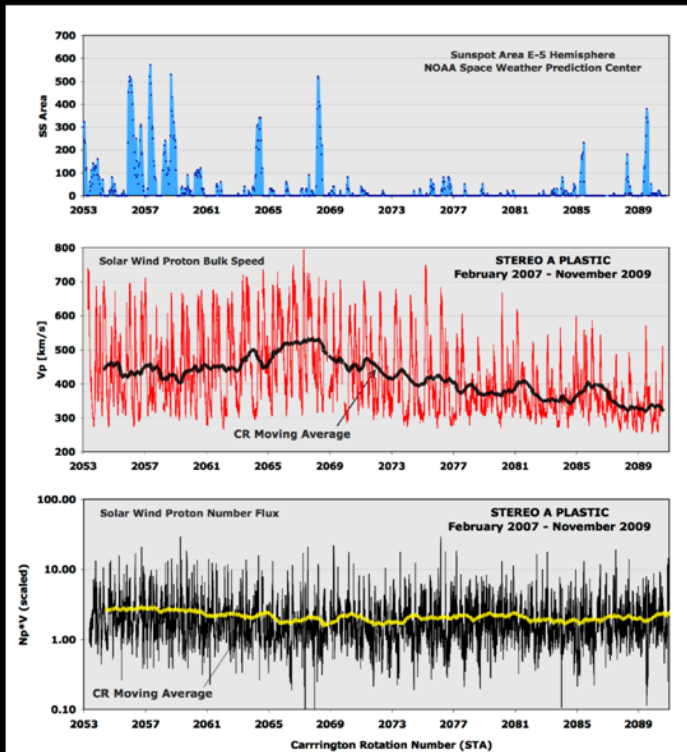 700
600
500
400
300
200
100
0
SS Area
Sunspot Area E-S Hemisphere
NOAA Space Weather Prediction Center
2053 2057 2061 2065 2069 2073 2077 2081 2085 2089
800
700
600
500
400
300
200
Vp [km/s]
Solar Wind Proton Bulk Speed
STEREO A PLASTIC
February 2007 - November 2009
CR Moving Average
2053 2057 2061 2065 2069 2073 2077 2081 2085 2089
100.00
10.00
1.00
0.10
Np*V (scaled)
Solar Wind Proton Number Flux
STEREO A PLASTIC
February 2007 - November 2009
CR Moving Average
2053 2057 2061 2065 2069 2073 2077 2081 2085 2089
Carrrington Rotation Number (STA)